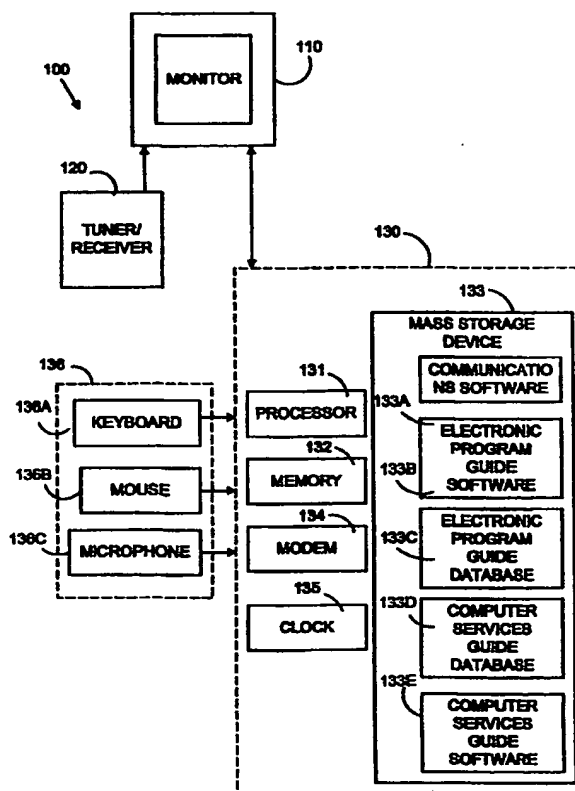 110
MONITOR
100
120
TUNER/
RECEIVER
130
133
MASS STORAGE
DEVICE
COMMUNICATIO
NS SOFTWARE
136
131
136A
KEYBOARD
PROCESSOR
133A
ELECTRONIC
PROGRAM
GUIDE
SOFTWARE
132
133B
136B
MOUSE
MEMORY
134
136C
MICROPHONE
MODEM
133C
ELECTRONIC
PROGRAM
GUIDE
DATABASE
135
CLOCK
133D
COMPUTER
SERVICES
GUIDE
DATABASE
133E
COMPUTER
SERVICES
GUIDE
SOFTWARE